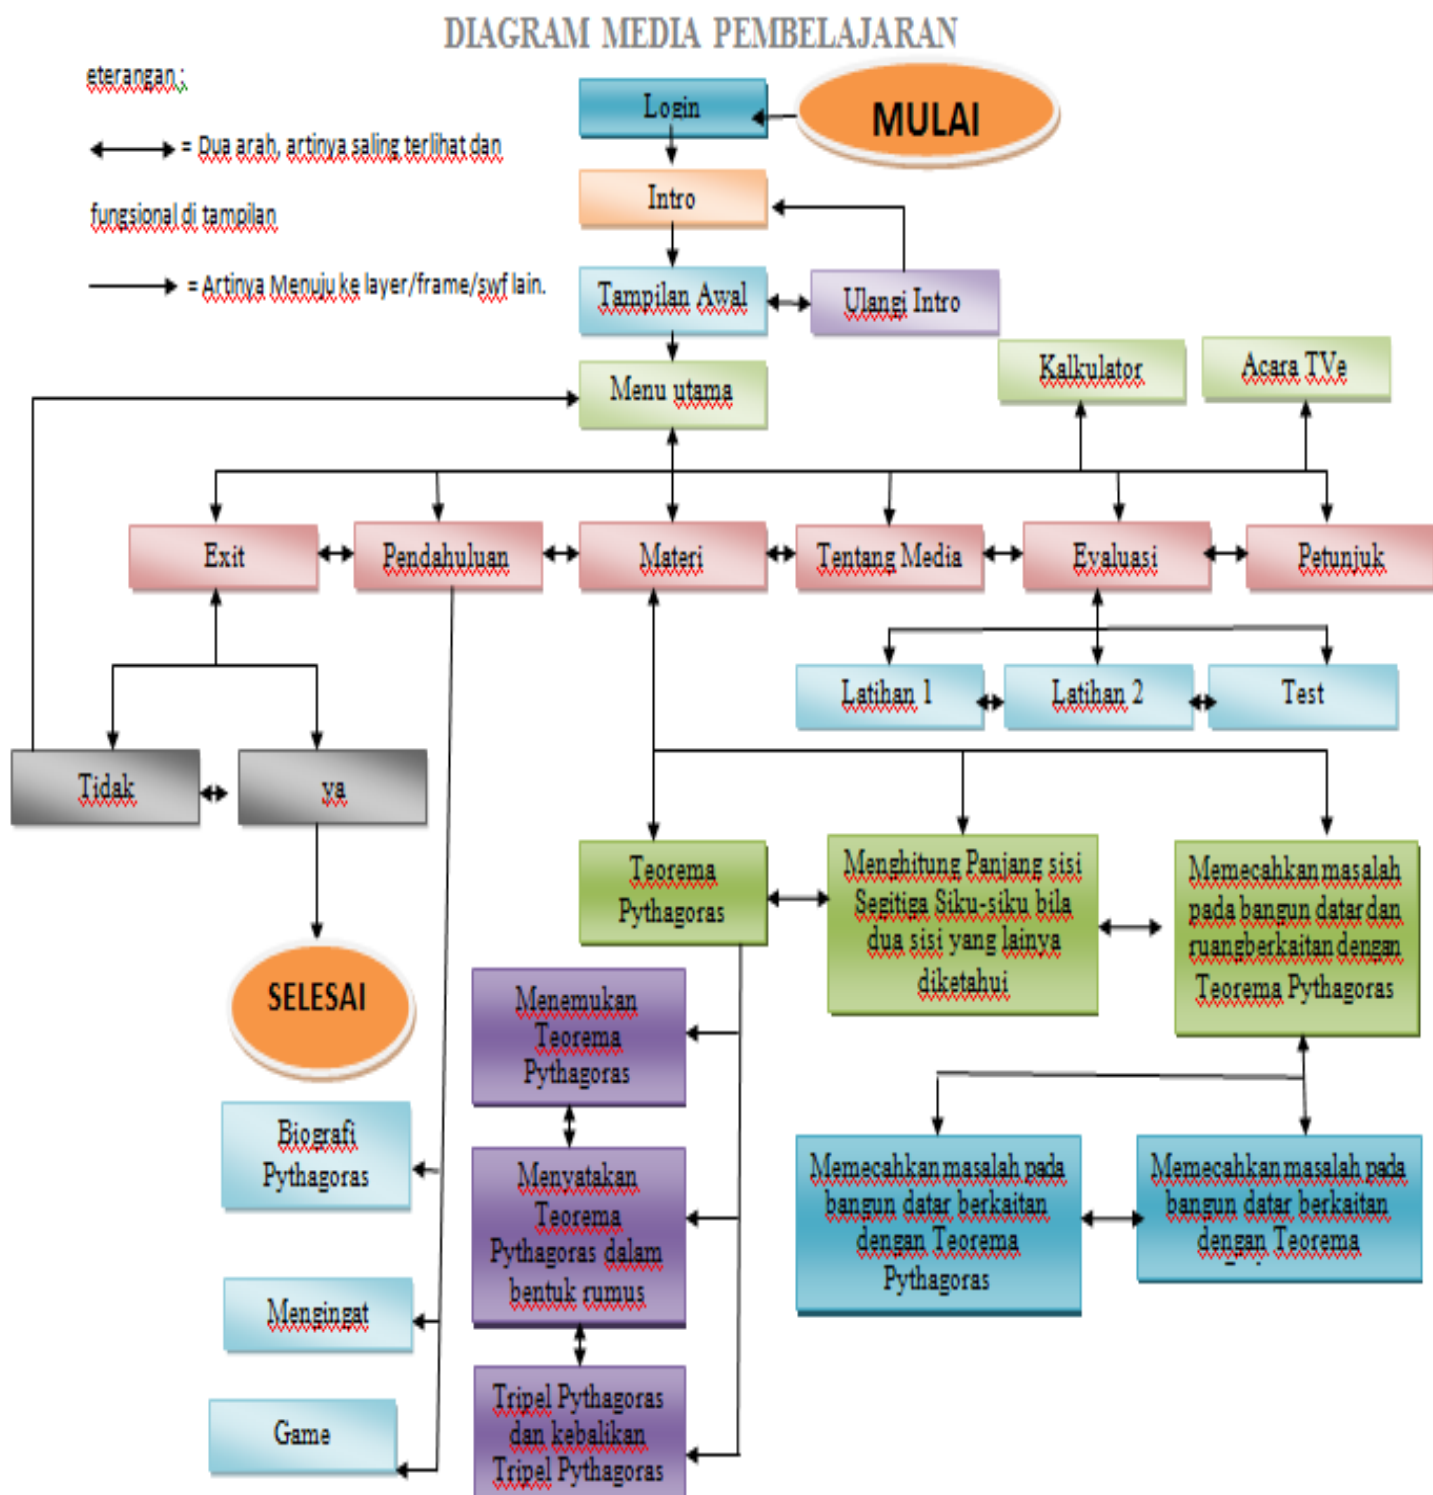 DIAGRAM MEDIA PEMBELAJARAN
eterangan ;
= Dua arah, artinya saling terlihat dan
fungsional di tampilan
= Artinya Menuju ke layer/frame/swf lain.
MULAI
Login
Intro
Tampilan Awal
Ulangi Intro
Menu utama
Kalkulator
Acara TVe
Exit
Pendahuluan
Materi
Tentang Media
Evaluasi
Petunjuk
Latihan 1
Latihan 2
Test
Tidak
ya
SELESAI
Teorema
Pythagoras
Menghitung Panjang sisi
Segitiga Siku-siku bila
dua sisi yang lainya
diketahui
Memecahkan masalah
pada bangun datar dan
ruangberkaitan dengan
Teorema Pythagoras
Menemukan
Teorema
Pythagoras
Menyatakan
Teorema
Pythagoras dalam
bentuk rumus
Tripel Pythagoras
dan kebalikan
Tripel Pythagoras
Memecahkan masalah pada
bangun datar berkaitan
dengan Teorema
Pythagoras
Memecahkan masalah pada
bangun datar berkaitan
dengan Teorema
Biografi
Pythagoras
Mengingat
Game